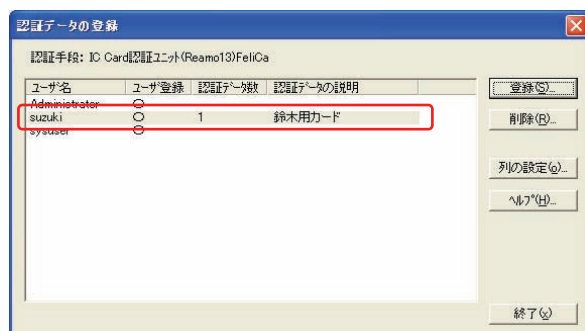 認証データの登録
認証手段: IC Card認証ユニット(Reamo13)FeliCa
ユーザ名 ユーザ登録 認証データ数 認証データの説明
Administrator ○
suzuki ○ 1 鈴木用カード
sysuser ○
登録(S)...
削除(R)...
列の設定(o)...
ヘルプ(H)...
終了(x)